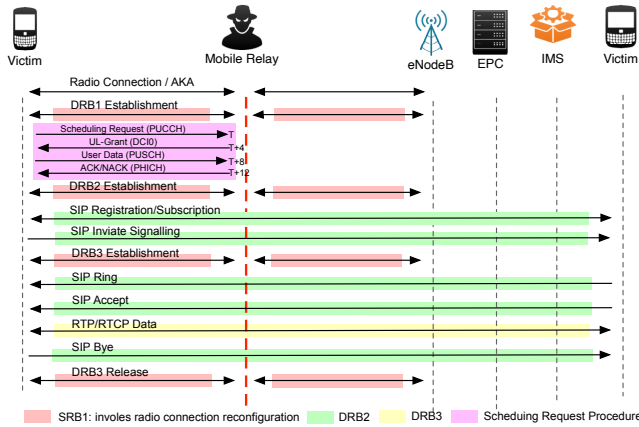 Victim
Mobile Relay
eNodeB
EPC
IMS
Victim
Radio Connection / AKA
DRB1 Establishment
Scheduling Request (PUCCH)
T
UL-Grant (DCI0)
T+4
User Data (PUSCH)
T+8
ACK/NACK (PHICH)
T+12
DRB2 Establishment
SIP Registration/Subscription
SIP Inviate Signalling
DRB3 Establishment
SIP Ring
SIP Accept
RTP/RTCP Data
SIP Bye
DRB3 Release
SRB1: involes radio connection reconfiguration
DRB2
DRB3
Scheduing Request Procedure